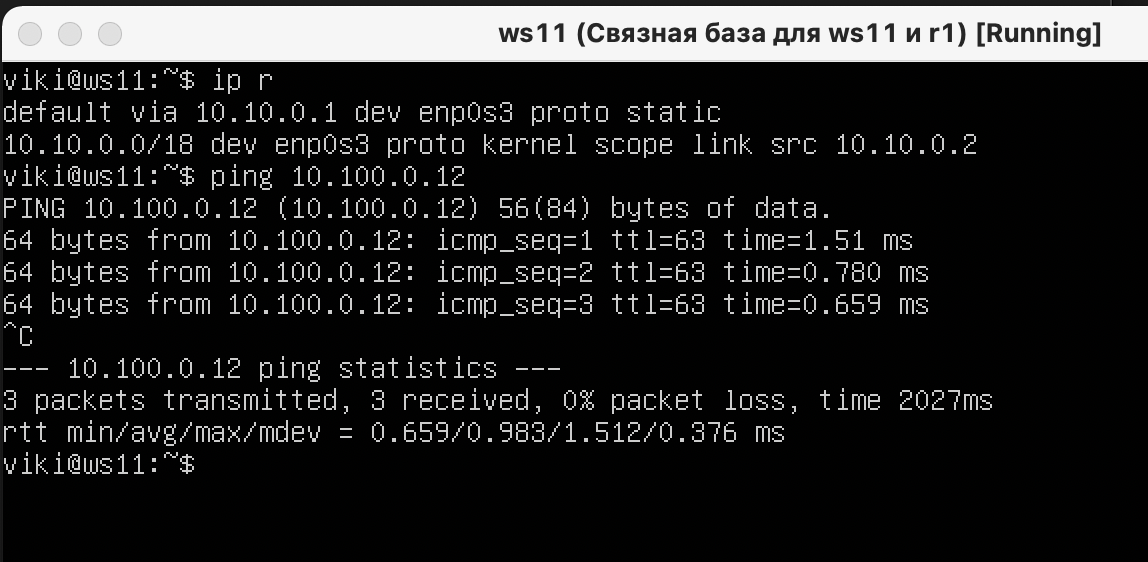 ws11 (Связная база для ws11 и r1) [Running]
viki@ws11:~$ ip r
default via 10.10.0.1 dev enp0s3 proto static
10.10.0.0/18 dev enp0s3 proto kernel scope link src 10.10.0.2
viki@ws11:~$ ping 10.100.0.12
PING 10.100.0.12 (10.100.0.12) 56(84) bytes of data.
64 bytes from 10.100.0.12: icmp_seq=1 ttl=63 time=1.51 ms
64 bytes from 10.100.0.12: icmp_seq=2 ttl=63 time=0.780 ms
64 bytes from 10.100.0.12: icmp_seq=3 ttl=63 time=0.659 ms
^C
--- 10.100.0.12 ping statistics ---
3 packets transmitted, 3 received, 0% packet loss, time 2027ms
rtt min/avg/max/mdev = 0.659/0.983/1.512/0.376 ms
viki@ws11:~$